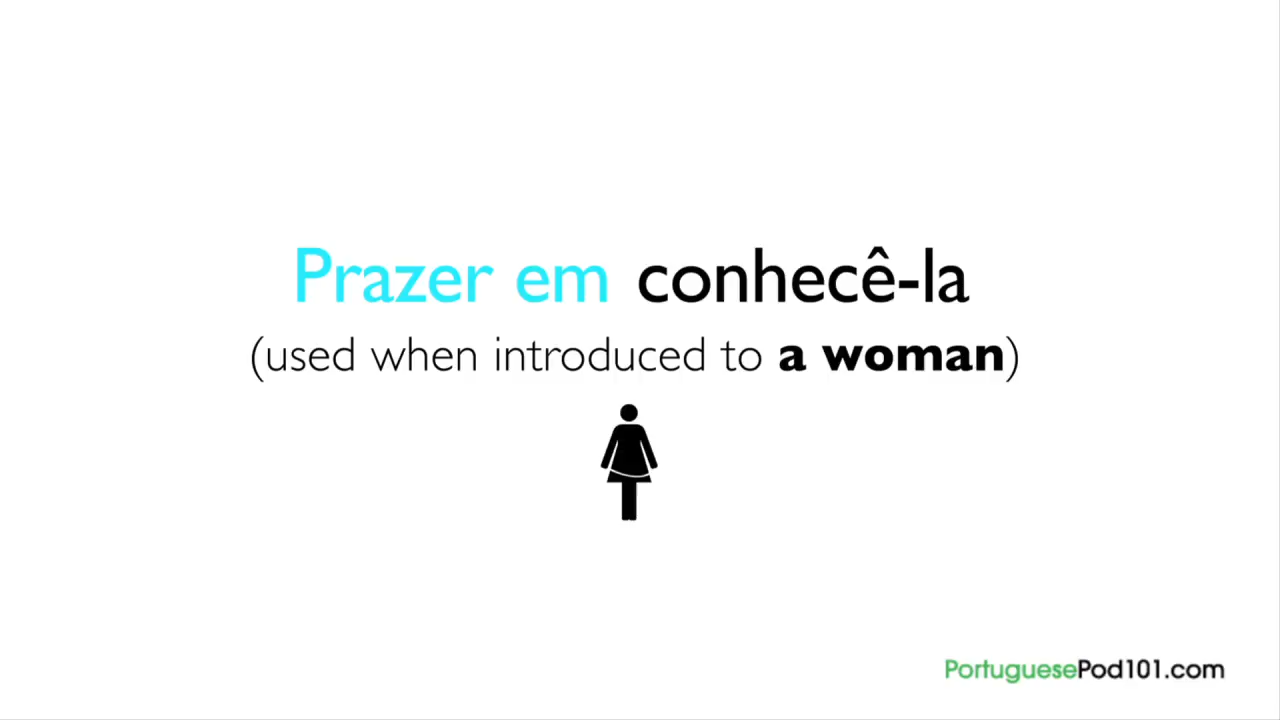 Prazer em conhecê-la
(used when introduced to a woman)
PortuguesePod101.com